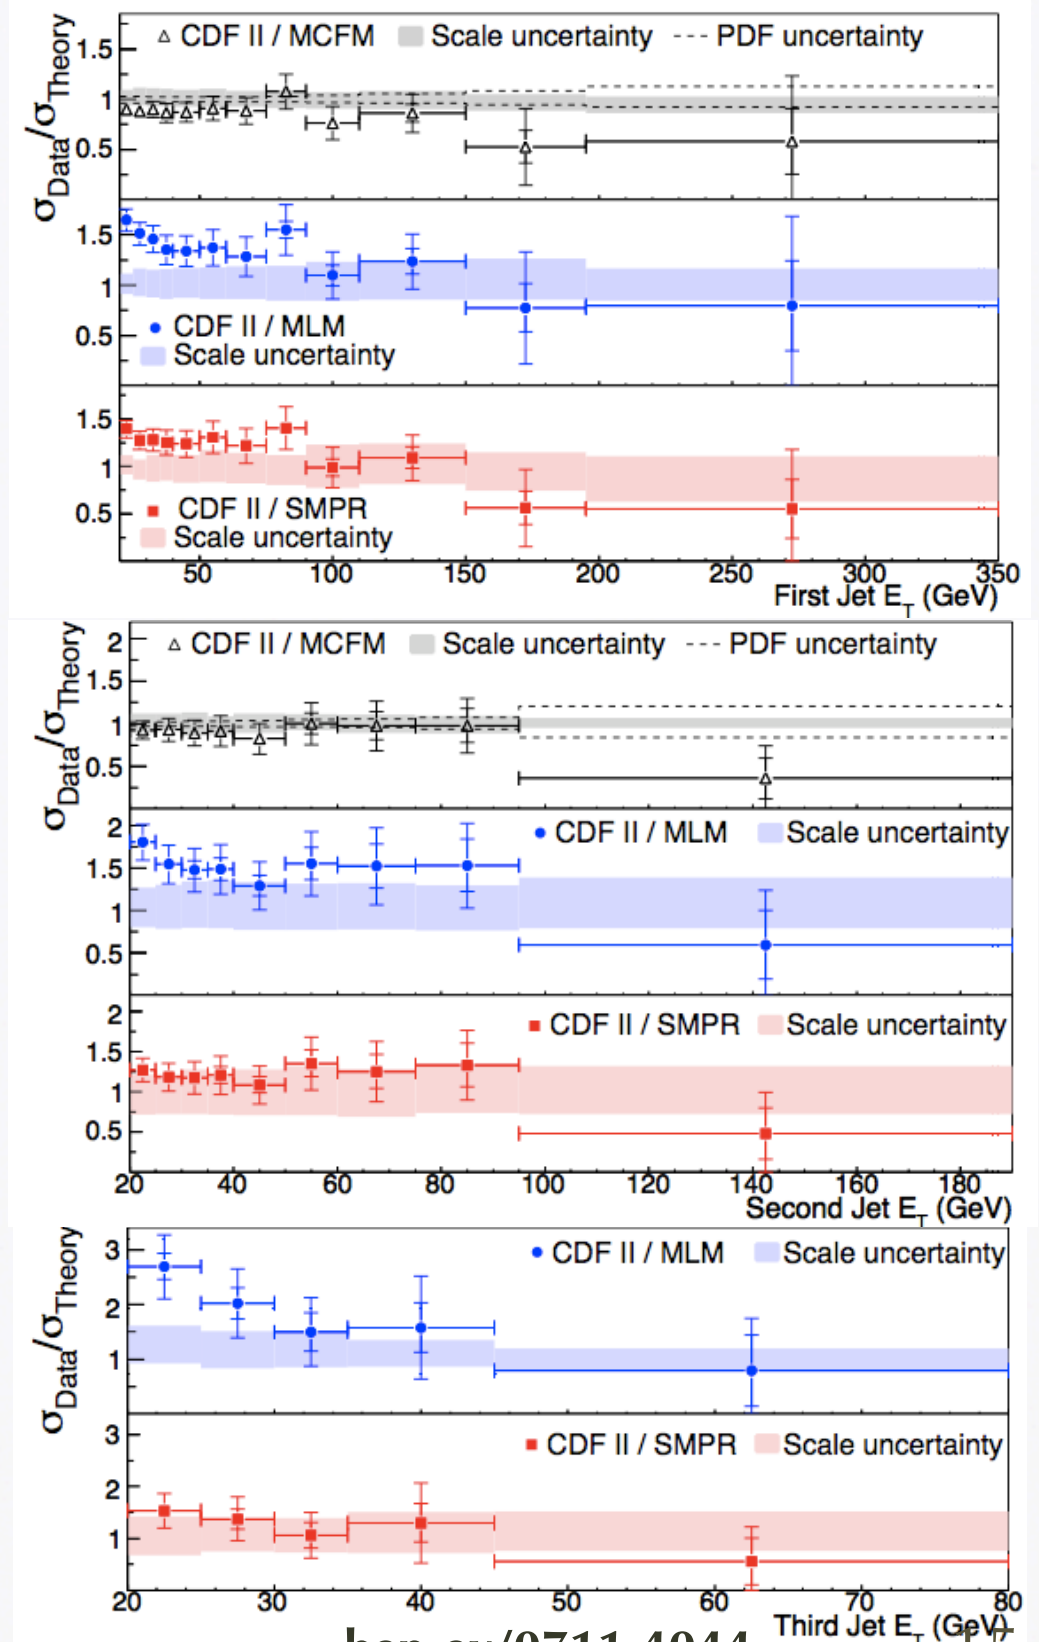 △ CDF II / MCFM Scale uncertainty --- PDF uncertainty
σData/σTheory
1.5
1
0.5
1.5
1
0.5
CDF II / MLM
Scale uncertainty
1.5
1
0.5
CDF II / SMPR
Scale uncertainty
50 100 150 200 250 300 350
First Jet ET (GeV)
△ CDF II / MCFM Scale uncertainty --- PDF uncertainty
σData/σTheory
2
1.5
1
0.5
CDF II / MLM Scale uncertainty
2
1.5
1
0.5
CDF II / SMPR Scale uncertainty
2
1.5
1
0.5
20 40 60 80 100 120 140 160 180
Second Jet ET (GeV)
CDF II / MLM Scale uncertainty
σData/σTheory
3
2
1
CDF II / SMPR Scale uncertainty
3
2
1
20 30 40 50 60 70 80
Third Jet ET (GeV)